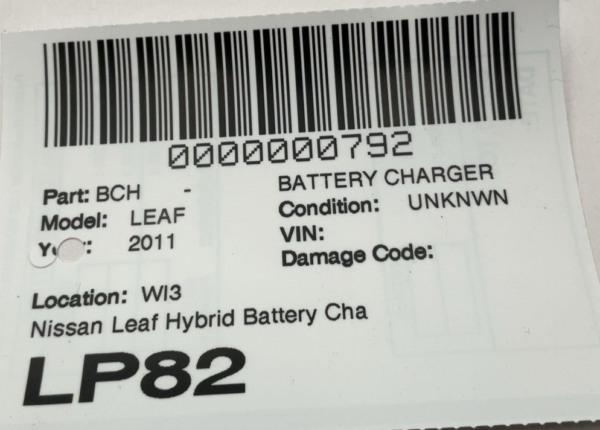 0000000792
Part: BCH - BATTERY CHARGER
Model: LEAF Condition: UNKNWN
2011 VIN:
Damage Code:
Location: WI3
Nissan Leaf Hybrid Battery Cha
LP82